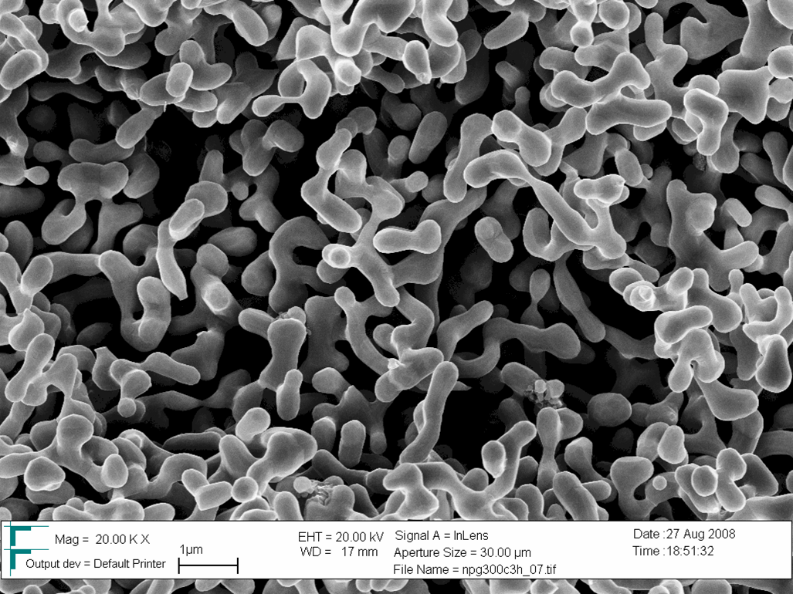 Mag = 20.00 K X
Output dev = Default Printer
1µm
EHT = 20.00 kV
WD = 17 mm
Signal A = InLens
Aperture Size = 30.00 µm
File Name = npg300c3h_07.tif
Date :27 Aug 2008
Time :18:51:32